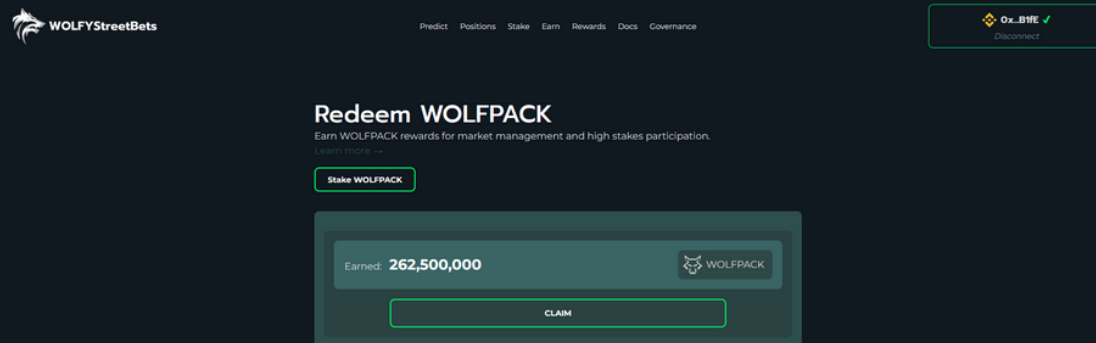 WOLFYStreetBets
Predict Positions Stake Earn Rewards Docs Governance
0x..B1fE ✓
Disconnect
Redeem WOLFPACK
Earn WOLFPACK rewards for market management and high stakes participation.
Learn more →
Stake WOLFPACK
Earned: 262,500,000 WOLFPACK
CLAIM